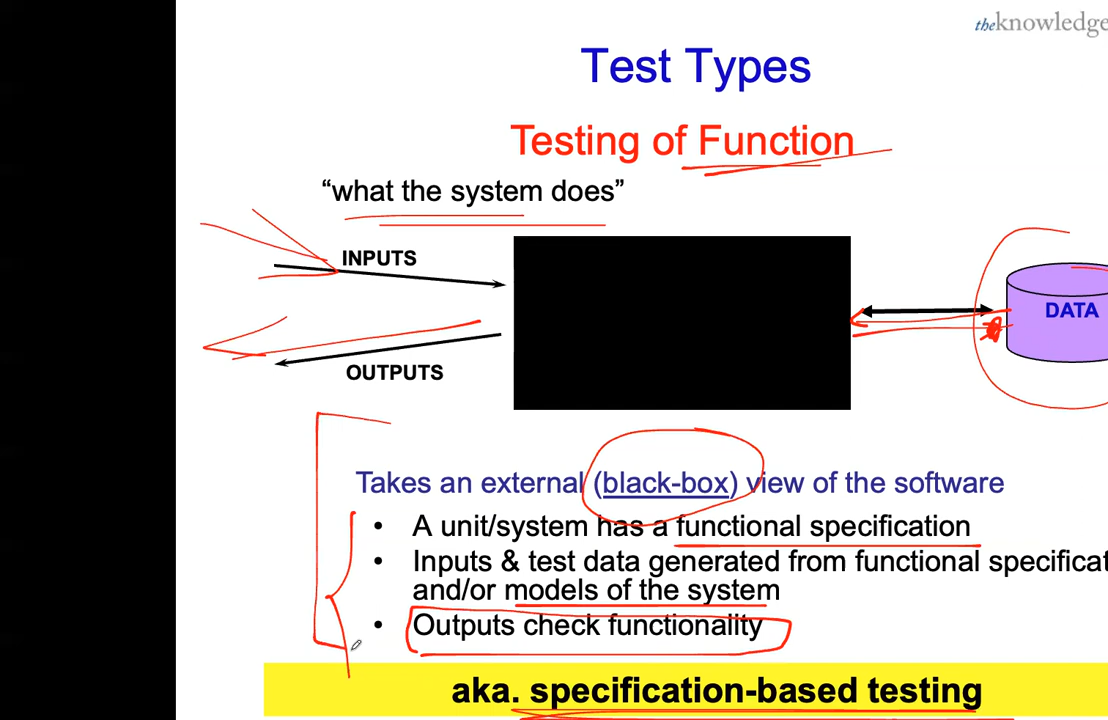 theknowledge
Test Types
Testing of Function
“what the system does”
INPUTS
DATA
OUTPUTS
Takes an external (black-box) view of the software
• A unit/system has a functional specification
• Inputs & test data generated from functional specificat
and/or models of the system
• Outputs check functionality
aka. specification-based testing